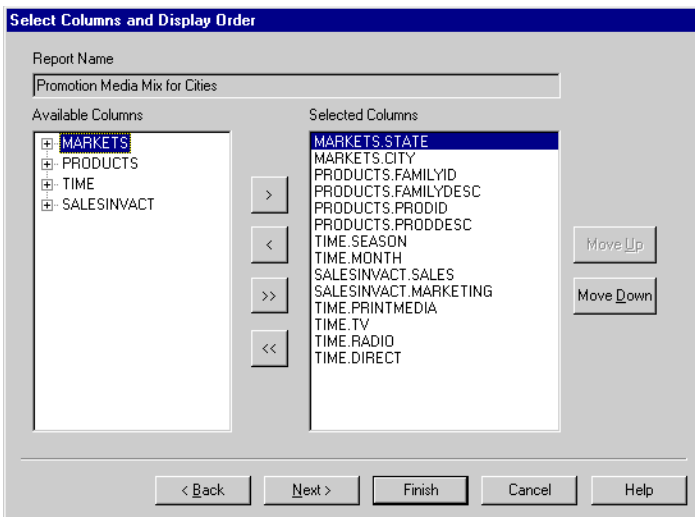 Select Columns and Display Order
Report Name
Promotion Media Mix for Cities
Available Columns
Selected Columns
MARKETS
PRODUCTS
TIME
SALESINVACT
>
<
>>
<<
MARKETS.STATE
MARKETS.CITY
PRODUCTS.FAMILYID
PRODUCTS.FAMILYDESC
PRODUCTS.PRODID
PRODUCTS.PRODDESC
TIME.SEASON
TIME.MONTH
SALESINVACT.SALES
SALESINVACT.MARKETING
TIME.PRINTMEDIA
TIME.TV
TIME.RADIO
TIME.DIRECT
Move Up
Move Down
< Back
Next >
Finish
Cancel
Help